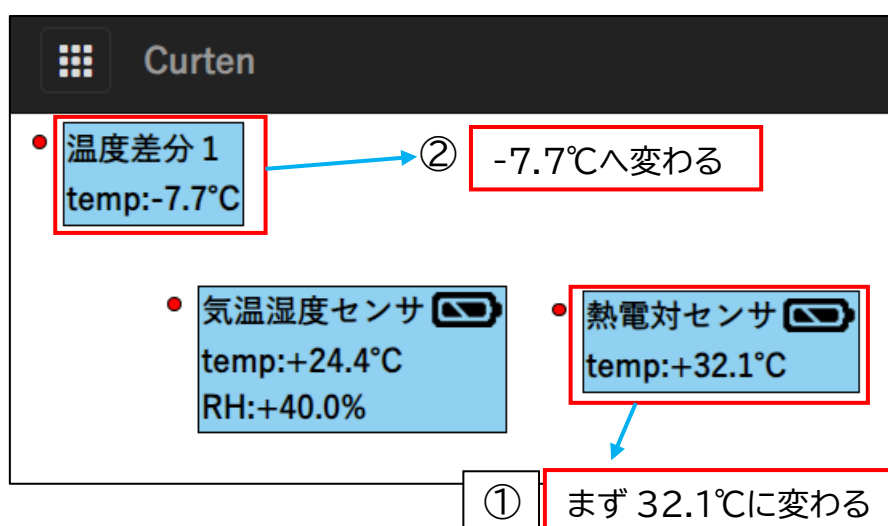 Curten
温度差分1
temp:-7.7°C
② -7.7℃へ変わる
気温湿度センサ
temp:+24.4°C
RH:+40.0%
熱電対センサ
temp:+32.1°C
① まず 32.1℃に変わる